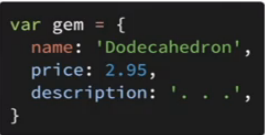 var gem = {
name: 'Dodecahedron',
price: 2.95,
description: '. . .',
}